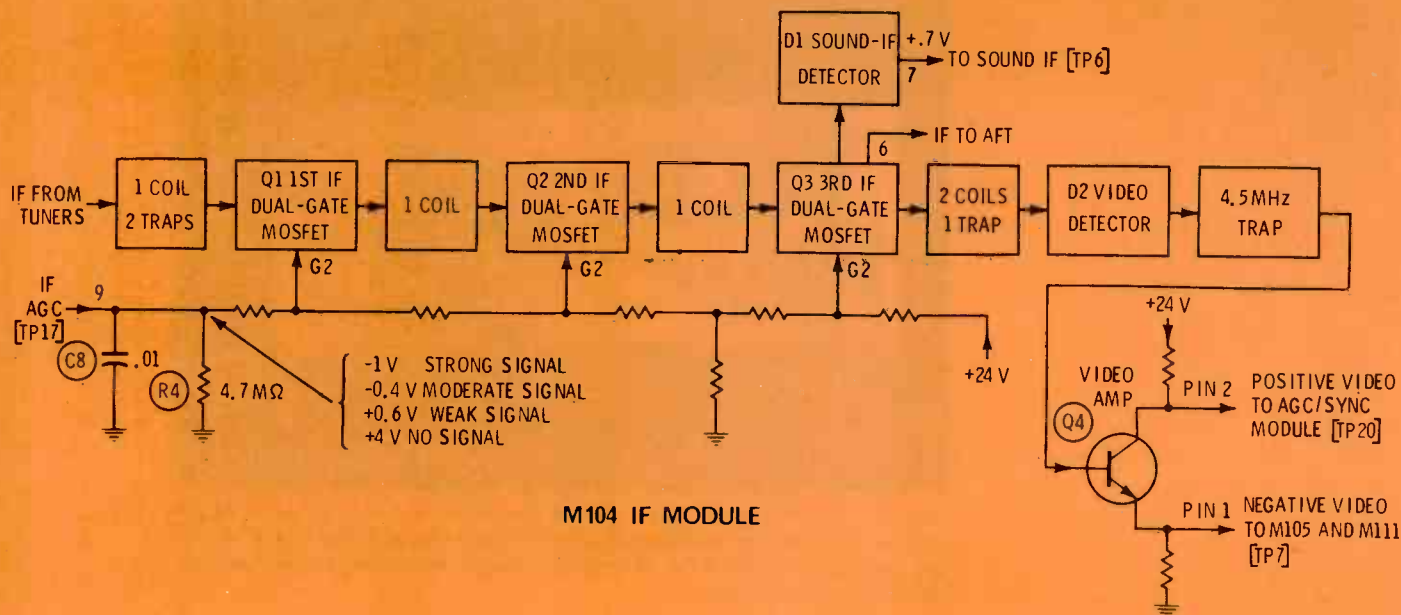 D1 SOUND-IF
DETECTOR
+.7 V
7
TO SOUND IF [TP6]
6
IF TO AFT
IF FROM
TUNERS
1 COIL
2 TRAPS
Q1 1ST IF
DUAL-GATE
MOSFET
1 COIL
Q2 2ND IF
DUAL-GATE
MOSFET
1 COIL
Q3 3RD IF
DUAL-GATE
MOSFET
2 COILS
1 TRAP
D2 VIDEO
DETECTOR
4.5MHz
TRAP
G2
G2
G2
IF
AGC
[TP17]
9
C8
.01
R4
4.7MΩ
-1 V STRONG SIGNAL
-0.4 V MODERATE SIGNAL
+0.6 V WEAK SIGNAL
+4 V NO SIGNAL
+24 V
+24 V
VIDEO
AMP
Q4
PIN 2
POSITIVE VIDEO
TO AGC/SYNC
MODULE [TP20]
PIN 1
NEGATIVE VIDEO
TO M105 AND M111
[TP7]
M104 IF MODULE